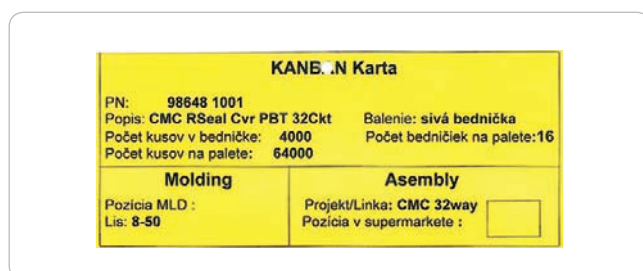 KANBAN Karta
PN: 98648 1001
Popis: CMC RSeal Cvr PBT 32Ckt Balenie: sivá bednička
Počet kusov v bedničke: 4000 Počet bedničiek na palete:16
Počet kusov na palete: 64000
Molding
Pozícia MLD :
Lis: 8-50
Asembly
Projekt/Linka: CMC 32way
Pozícia v supermarkete :